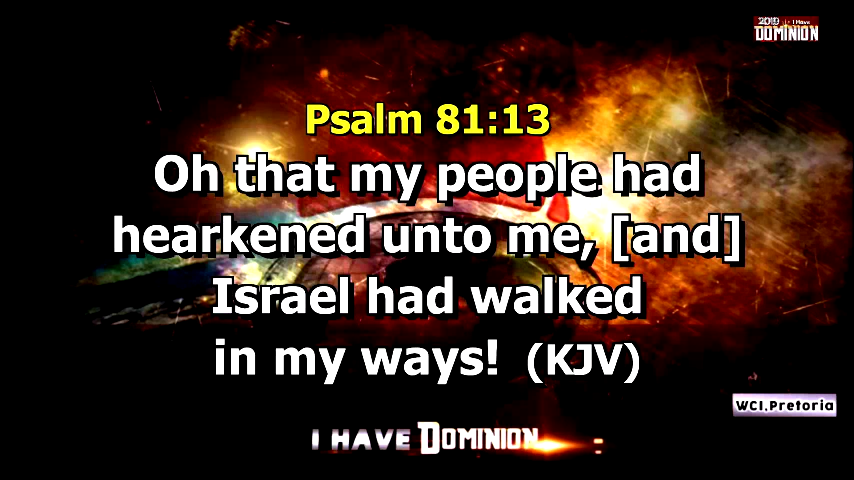 2019 I Have
DOMINION
Psalm 81:13
Oh that my people had
hearkened unto me, [and]
Israel had walked
in my ways! (KJV)
WCI.Pretoria
I HAVE DOMINION